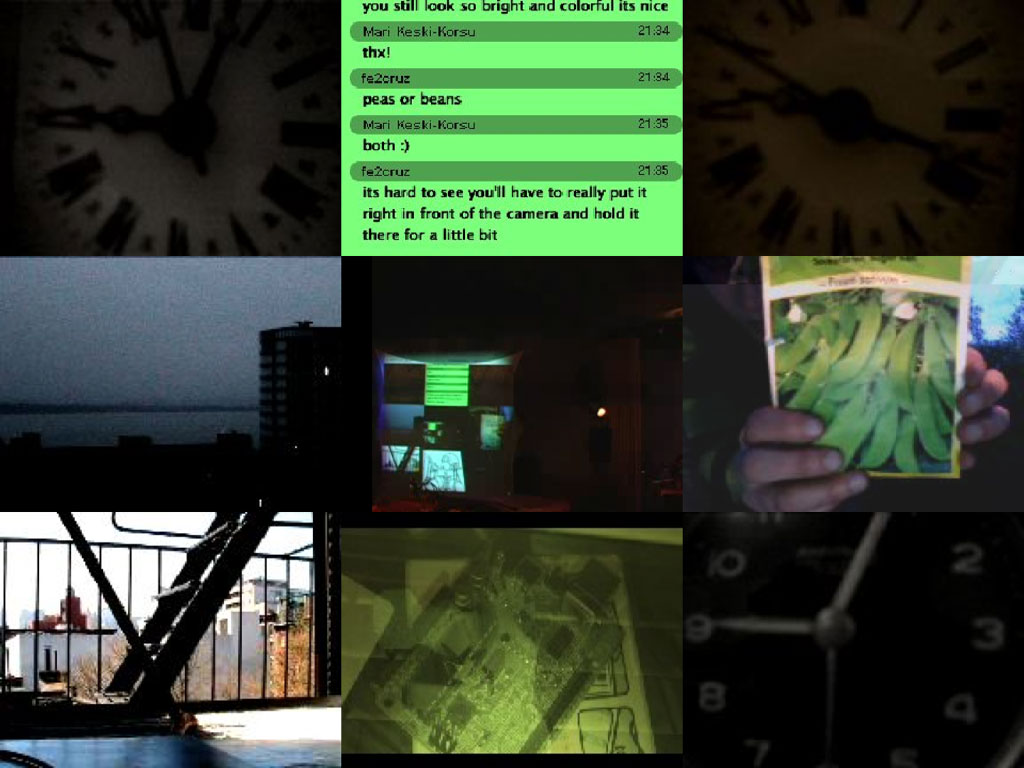 you still look so bright and colorful its nice
Mari Keski-Korsu 21:34
thx!
fe2cruz 21:34
peas or beans
Mari Keski-Korsu 21:35
both :)
fe2cruz 21:35
its hard to see you'll have to really put it
right in front of the camera and hold it
there for a little bit
10 2
9 3
8 4
7 5